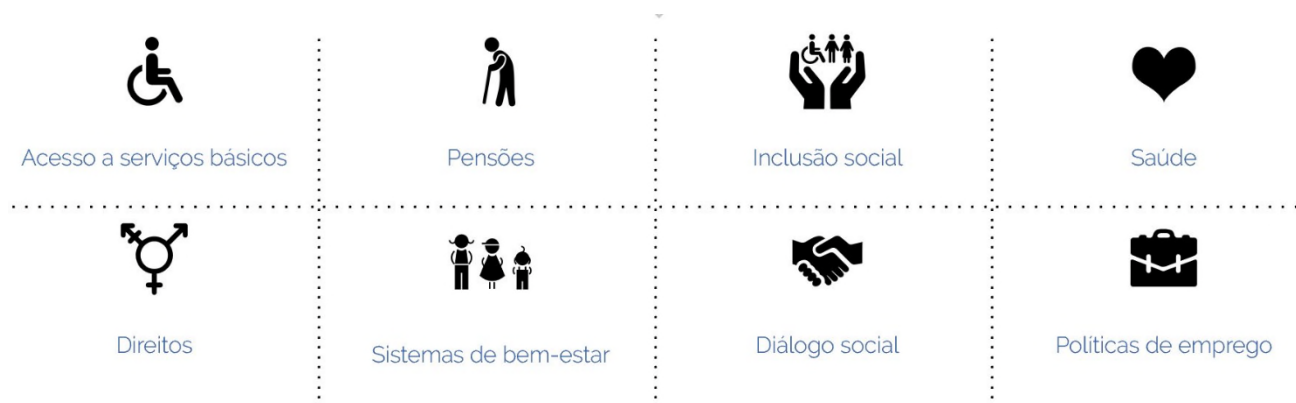 Acesso a serviços básicos
Pensões
Inclusão social
Saúde
Direitos
Sistemas de bem-estar
Diálogo social
Políticas de emprego